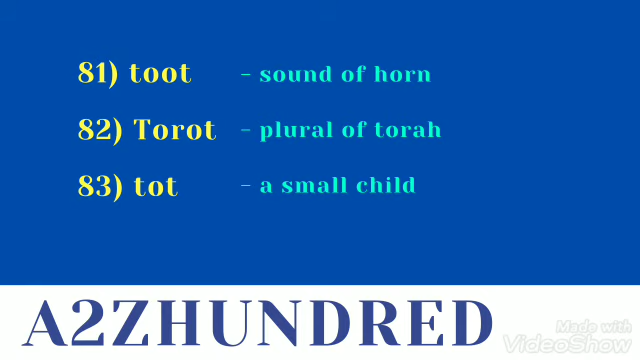 81) toot - sound of horn
82) Torot - plural of torah
83) tot - a small child
A2ZHUNDRED
Made with
VideoShow